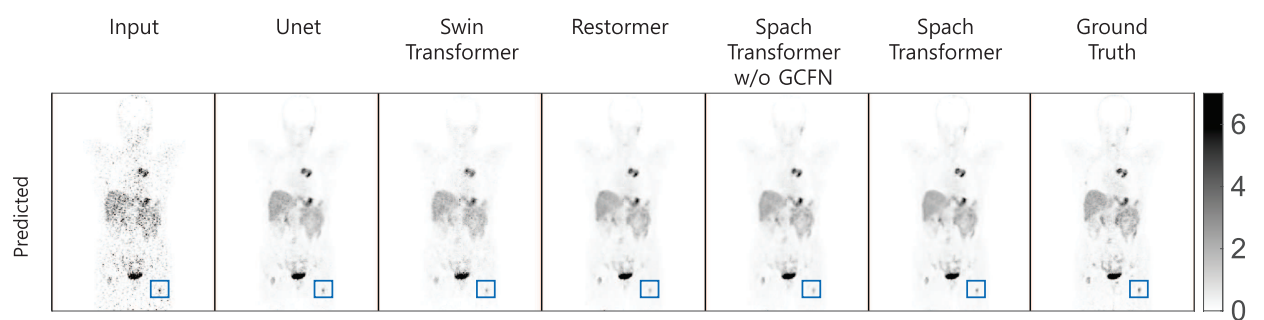 Input
Unet
Swin
Transformer
Restormer
Spach
Transformer
w/o GCFN
Spach
Transformer
Ground
Truth
Predicted
6
4
2
0